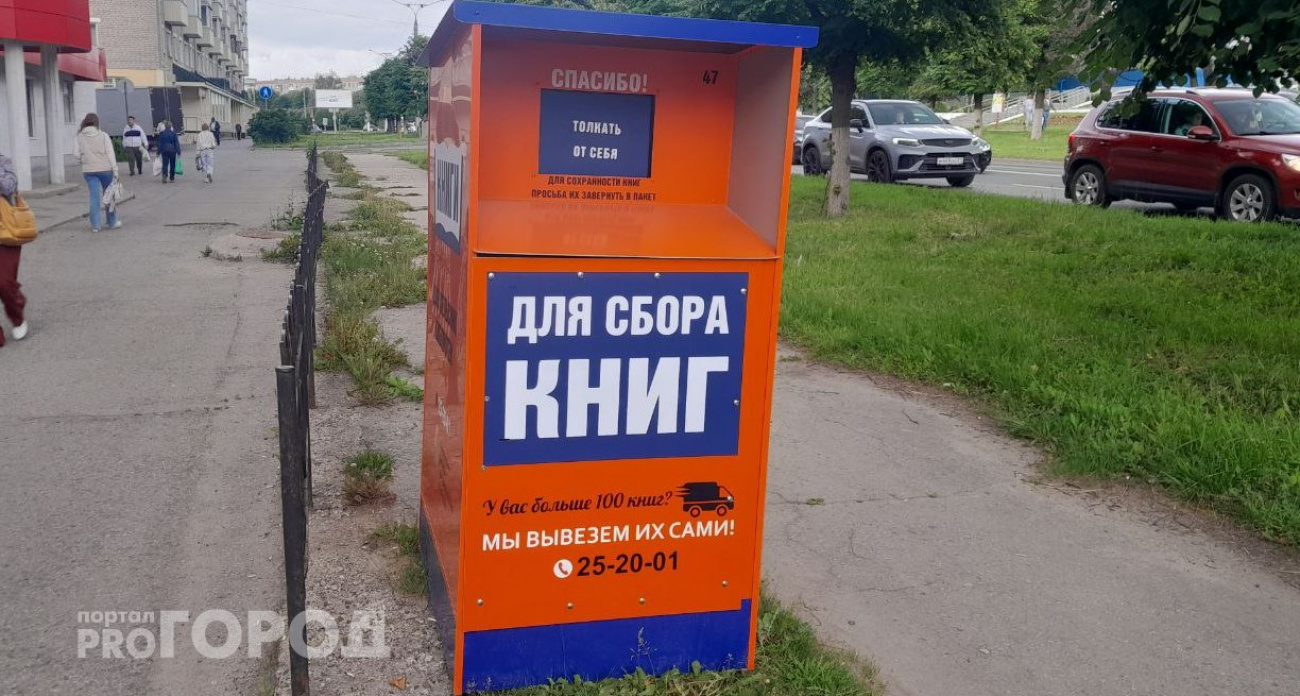 СПАСИБО!
47
ТОЛКАТЬ
ОТ СЕБЯ
ДЛЯ СОХРАННОСТИ КНИГ
ПРОСЬБА ИХ ЗАВЕРНУТЬ В ПАКЕТ
КНИГИ
ДЛЯ СБОРА
КНИГ
У вас больше 100 книг?
МЫ ВЫВЕЗЕМ ИХ САМИ!
25-20-01
портал
PROГОРОД